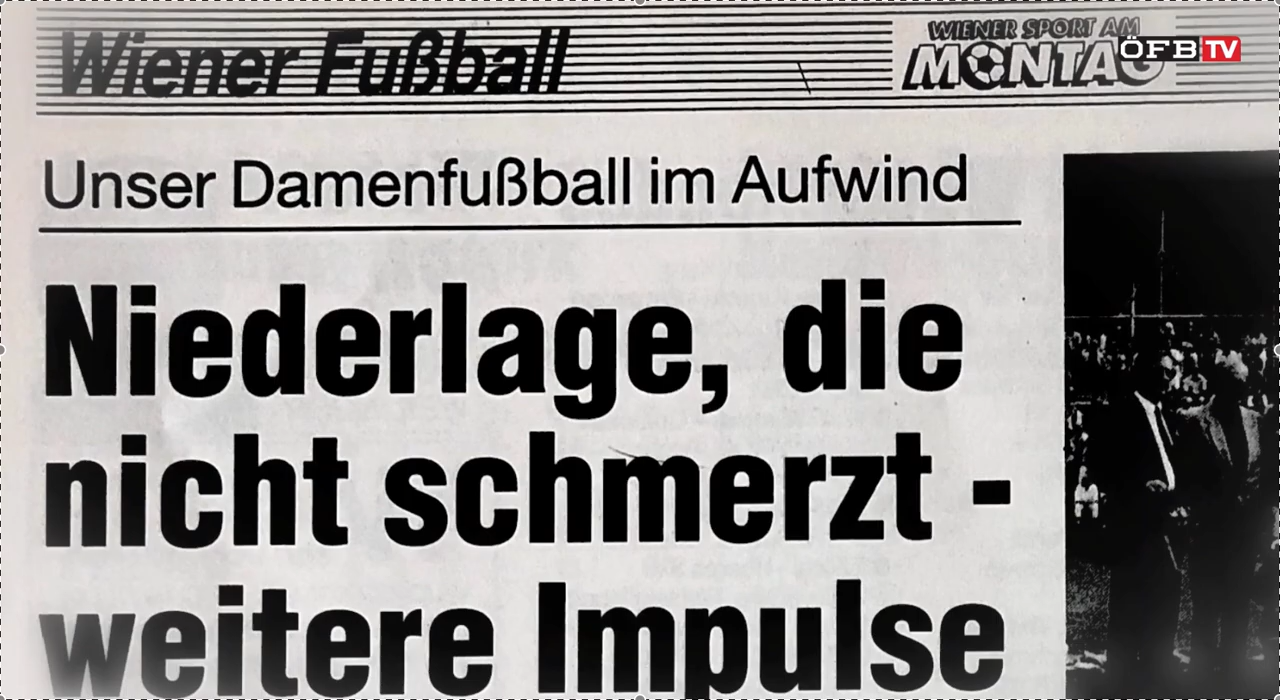 Wiener Fußball
WIENER SPORT AM
MONTAG
ÖFB TV
Unser Damenfußball im Aufwind
Niederlage, die
nicht schmerzt -
weitere Impulse